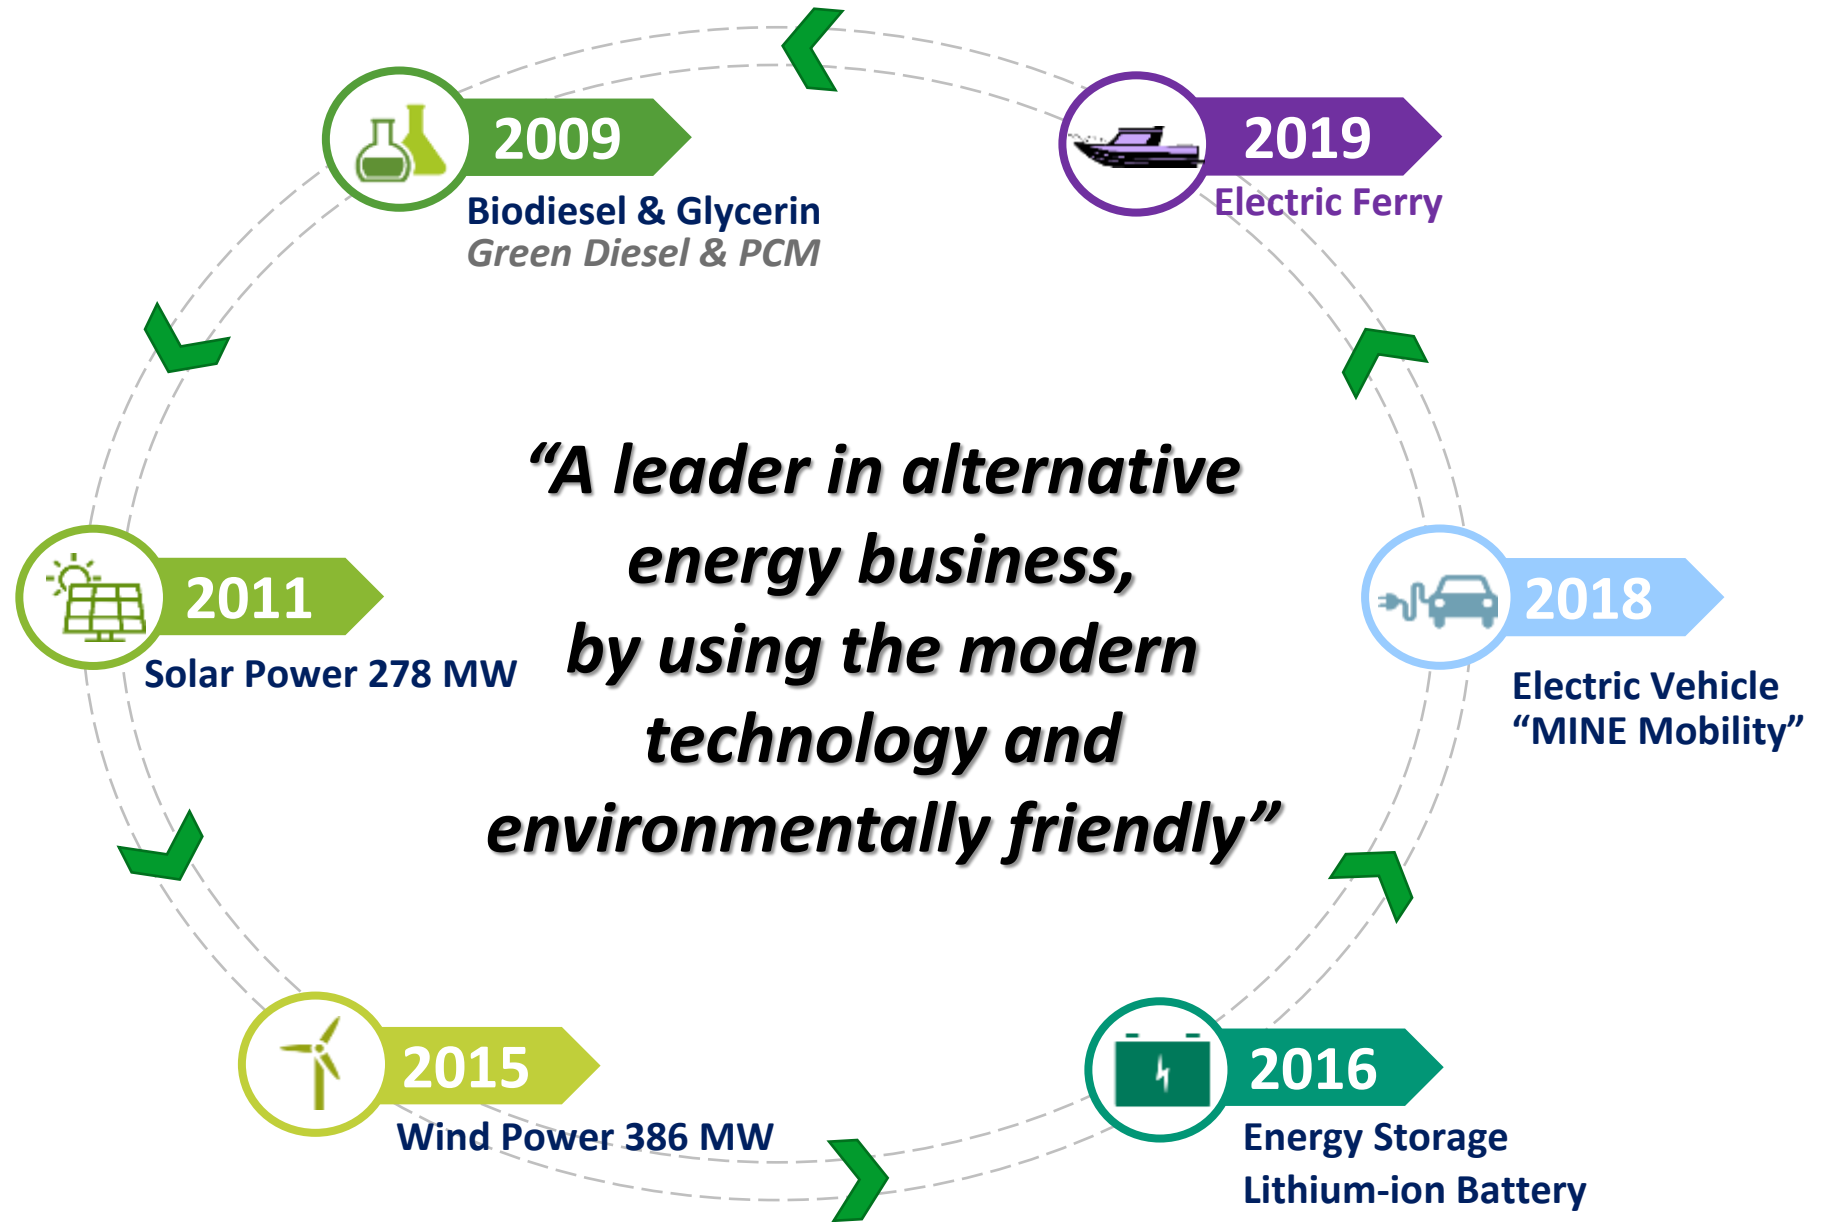 2009
Biodiesel & Glycerin
Green Diesel & PCM
2019
Electric Ferry
“A leader in alternative
energy business,
by using the modern
technology and
environmentally friendly”
2011
Solar Power 278 MW
2018
Electric Vehicle
“MINE Mobility”
2015
Wind Power 386 MW
2016
Energy Storage
Lithium-ion Battery